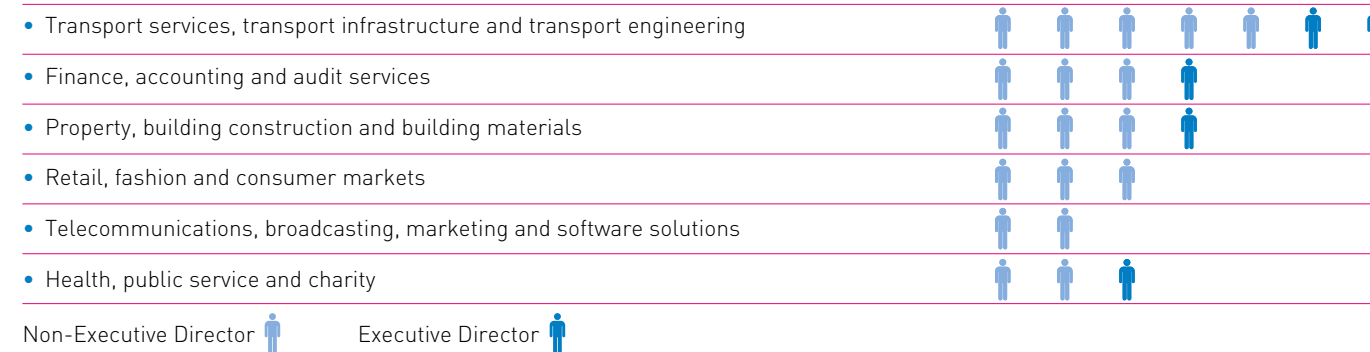 • Transport services, transport infrastructure and transport engineering
• Finance, accounting and audit services
• Property, building construction and building materials
• Retail, fashion and consumer markets
• Telecommunications, broadcasting, marketing and software solutions
• Health, public service and charity
Non-Executive Director Executive Director